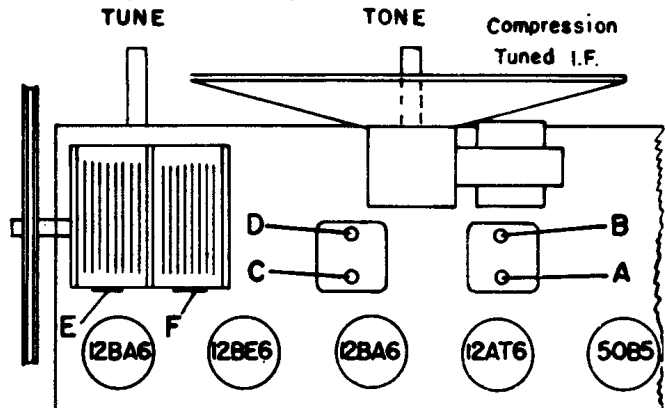 TUNE TONE Compression
Tuned I.F.
D B
C A
E F
12BA6 12BE6 12BA6 12AT6 50B5